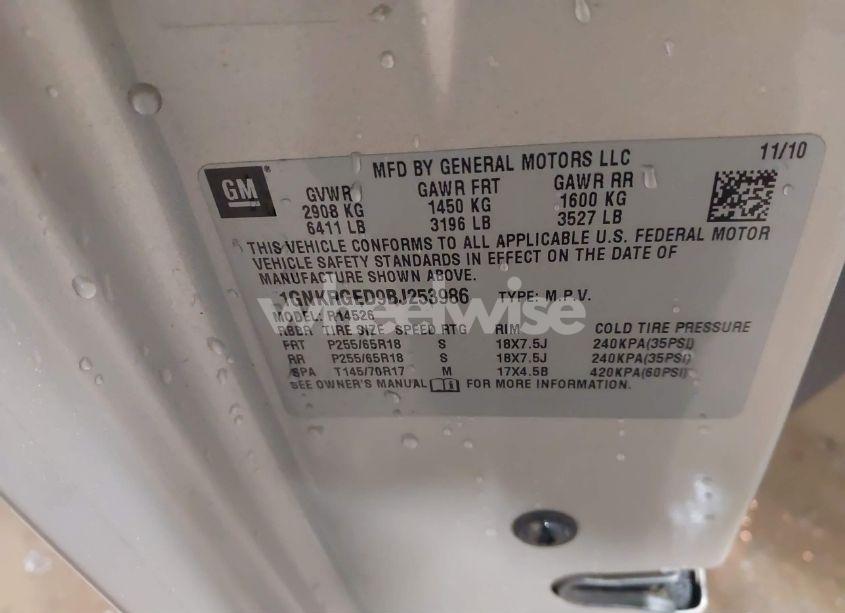 GM
MFD BY GENERAL MOTORS LLC 11/10
GVWR GAWR FRT GAWR RR
2908 KG 1450 KG 1600 KG
6411 LB 3196 LB 3527 LB
THIS VEHICLE CONFORMS TO ALL APPLICABLE U.S. FEDERAL MOTOR
VEHICLE SAFETY STANDARDS IN EFFECT ON THE DATE OF
MANUFACTURE SHOWN ABOVE.
1GNKRGED9BJ253986 TYPE: M.P.V.
wheelwise
MODEL: R14526
TIRE SIZE SPEED RTG RIM COLD TIRE PRESSURE
FRT P255/65R18 S 18X7.5J 240KPA(35PSI)
RR P255/65R18 S 18X7.5J 240KPA(35PSI)
SPA T145/70R17 M 17X4.5B 420KPA(60PSI)
SEE OWNER'S MANUAL FOR MORE INFORMATION.